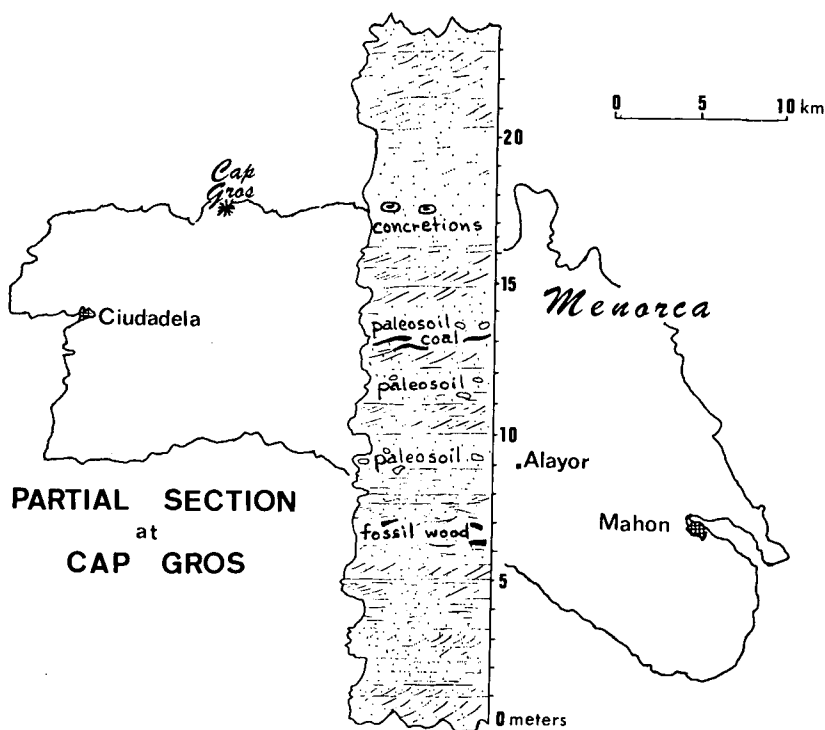 0 5 10 km
20
Cap
Gros
concretions
15
Menorca
Ciudadela
paleosoil
coal
paleosoil
10
paleosoil
Alayor
PARTIAL SECTION
at
CAP GROS
Mahon
fossil wood
5
0 meters